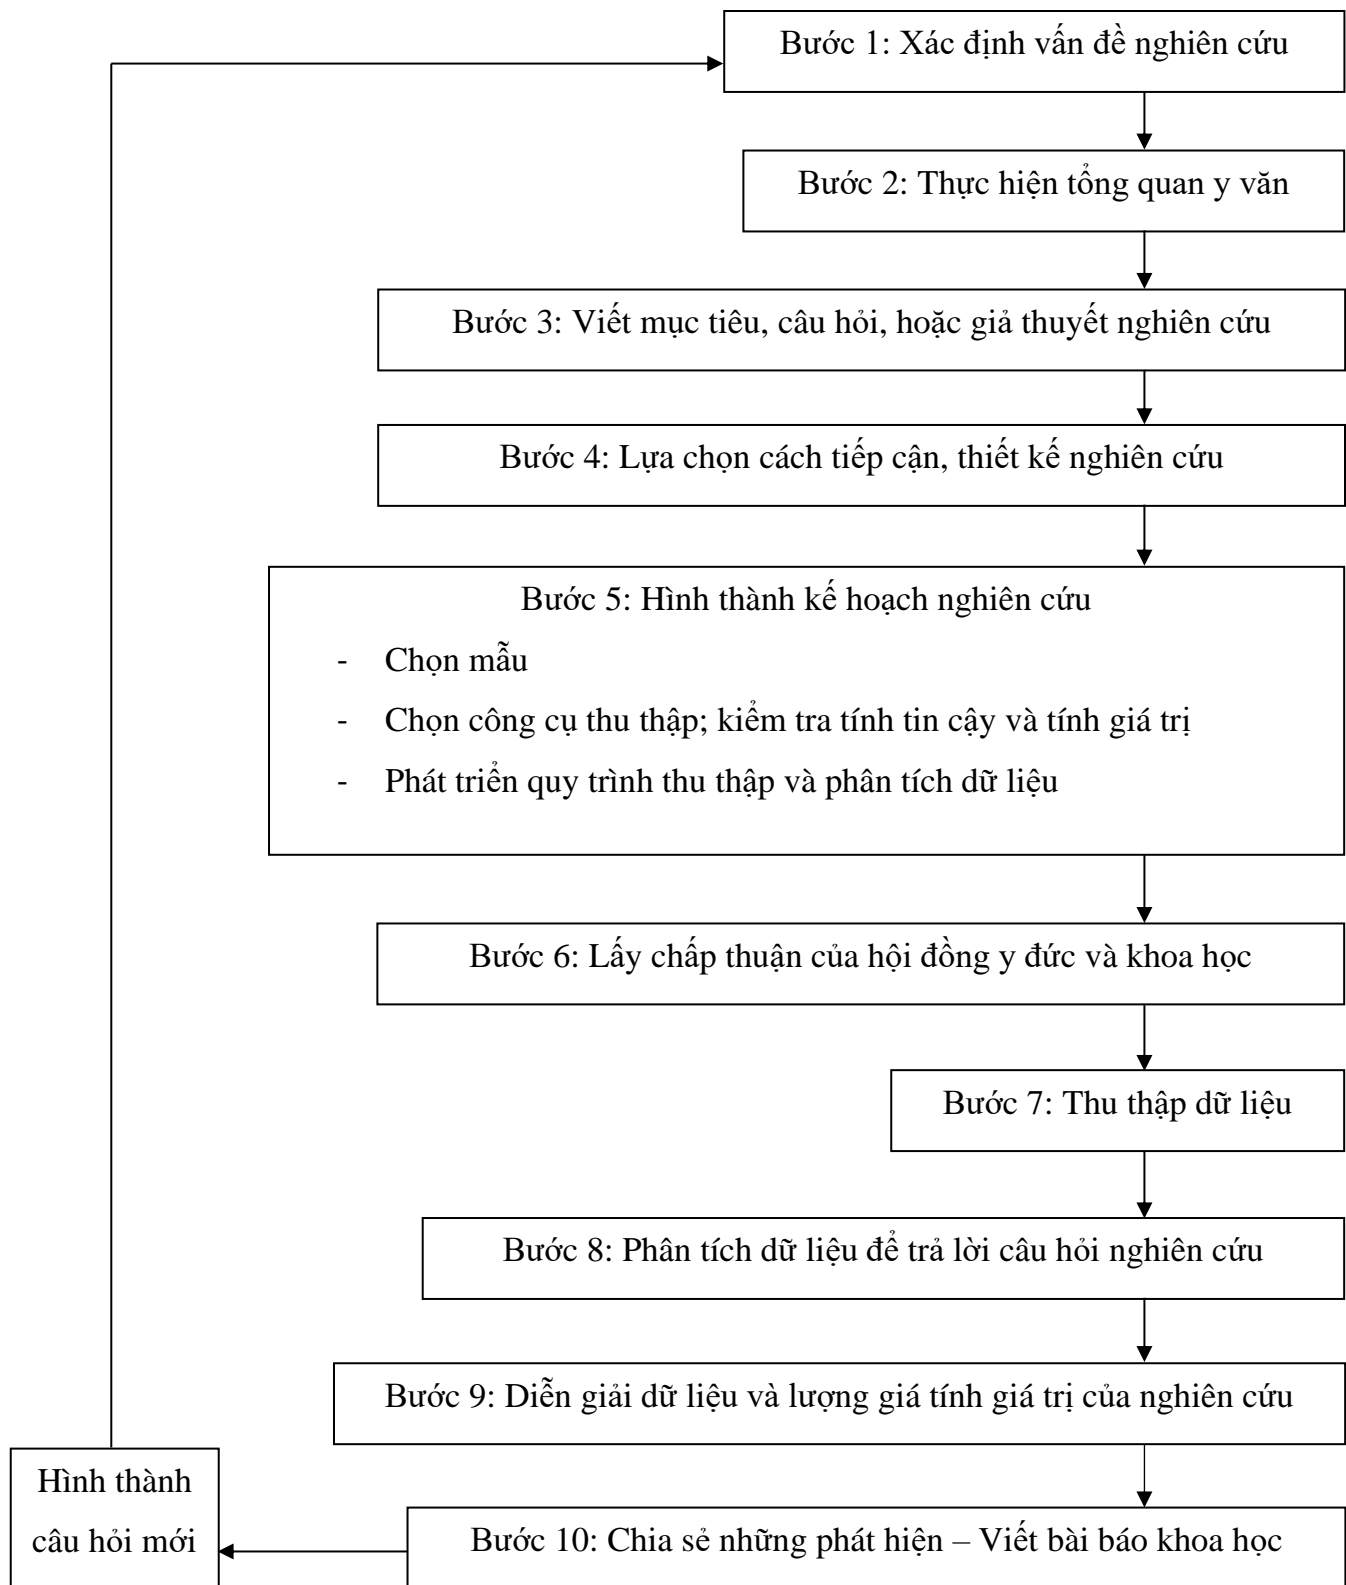 Bước 1: Xác định vấn đề nghiên cứu
Bước 2: Thực hiện tổng quan y văn
Bước 3: Viết mục tiêu, câu hỏi, hoặc giả thuyết nghiên cứu
Bước 4: Lựa chọn cách tiếp cận, thiết kế nghiên cứu
Bước 5: Hình thành kế hoạch nghiên cứu
- Chọn mẫu
- Chọn công cụ thu thập; kiểm tra tính tin cậy và tính giá trị
- Phát triển quy trình thu thập và phân tích dữ liệu
Bước 6: Lấy chấp thuận của hội đồng y đức và khoa học
Bước 7: Thu thập dữ liệu
Bước 8: Phân tích dữ liệu để trả lời câu hỏi nghiên cứu
Bước 9: Diễn giải dữ liệu và lượng giá tính giá trị của nghiên cứu
Bước 10: Chia sẻ những phát hiện – Viết bài báo khoa học
Hình thành
câu hỏi mới